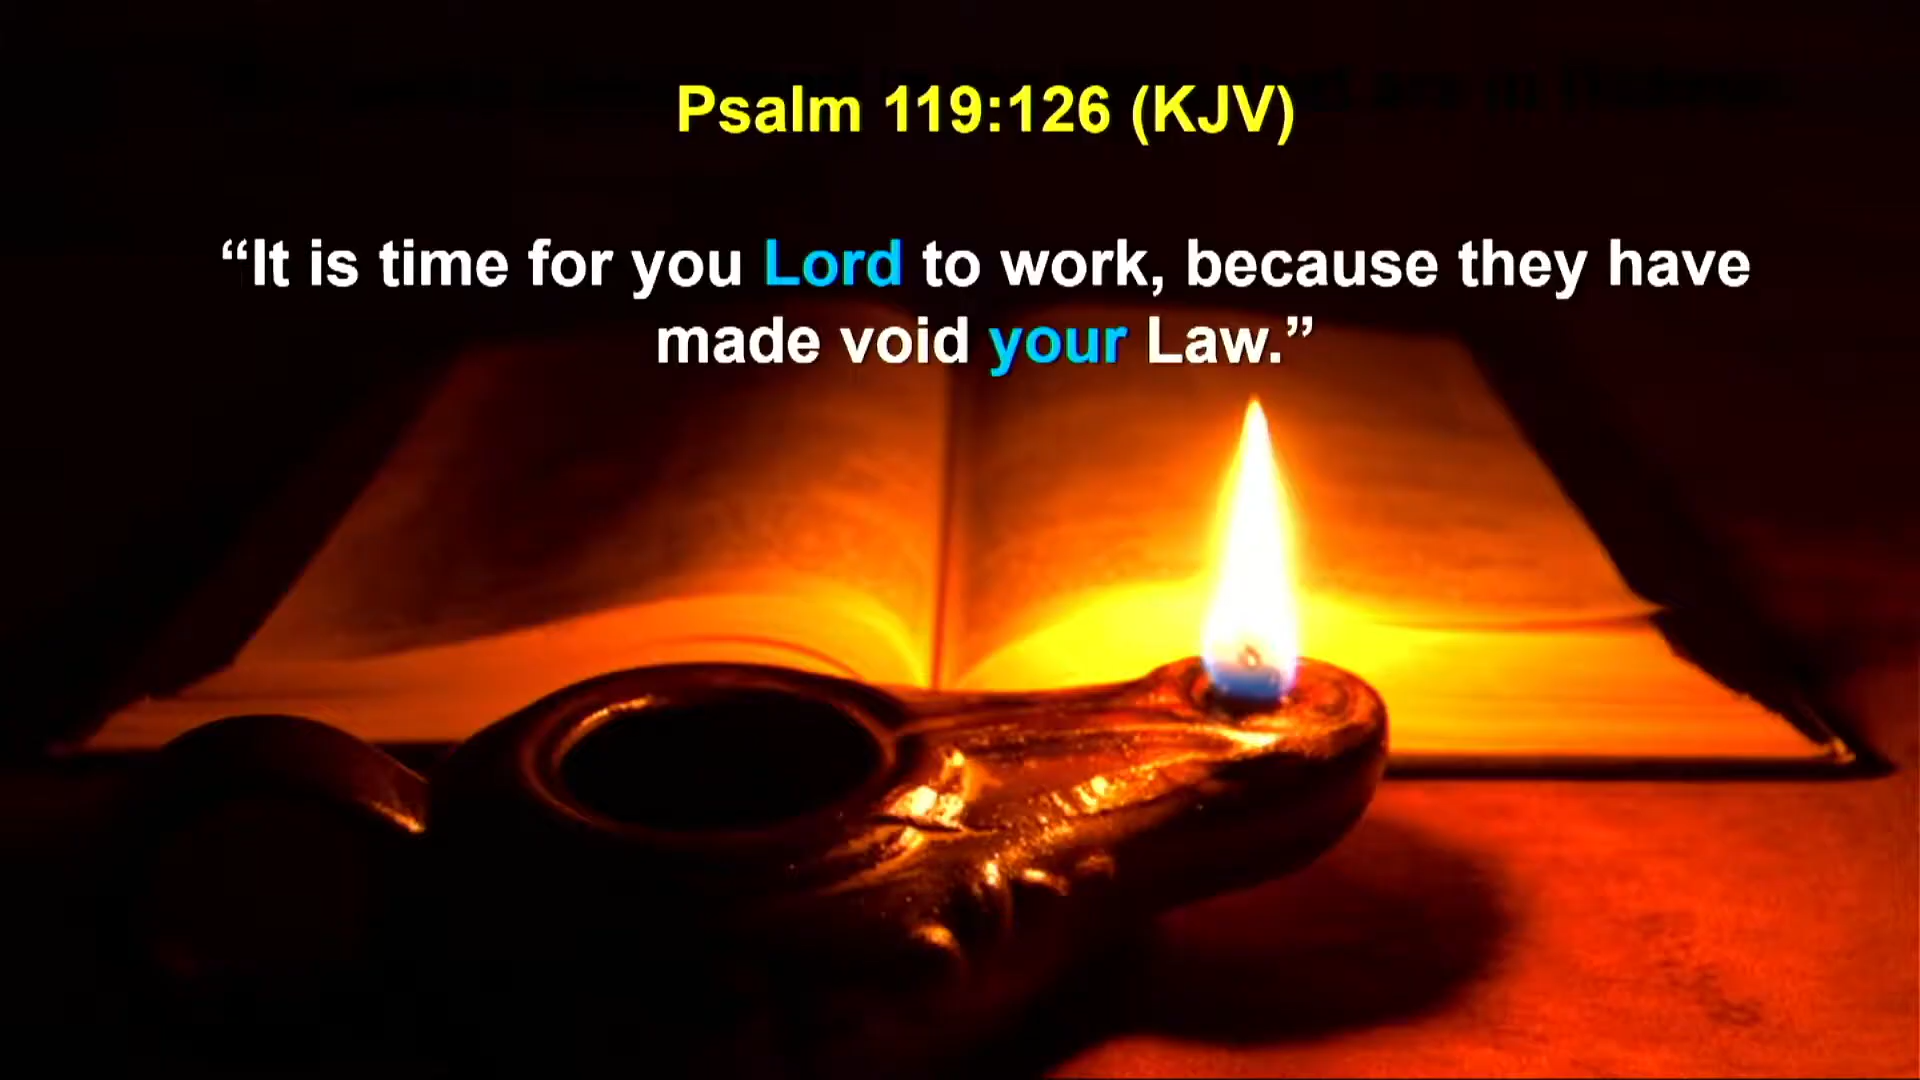 Psalm 119:126 (KJV)
“It is time for you Lord to work, because they have
made void your Law.”